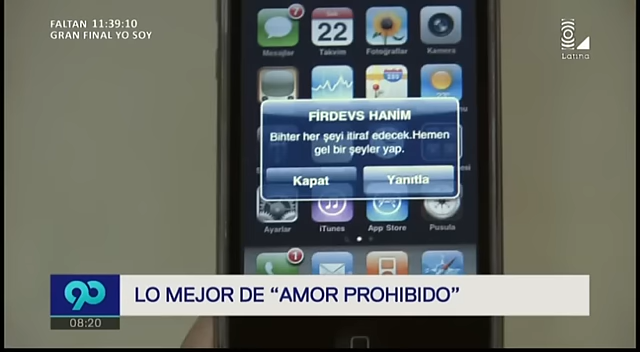 FALTAN 11:39:10
GRAN FINAL YO SOY
Latina
7
22
Mesajlar
Takvim
Fotoğraflar
Kamera
FİRDEVS HANIM
Bihter her şeyi itiraf edecek.Hemen
gel bir şeyler yap.
Kapat
Yanıtla
Ayarlar
iTunes
App Store
Pusula
1
90
LO MEJOR DE “AMOR PROHIBIDO”
08:20